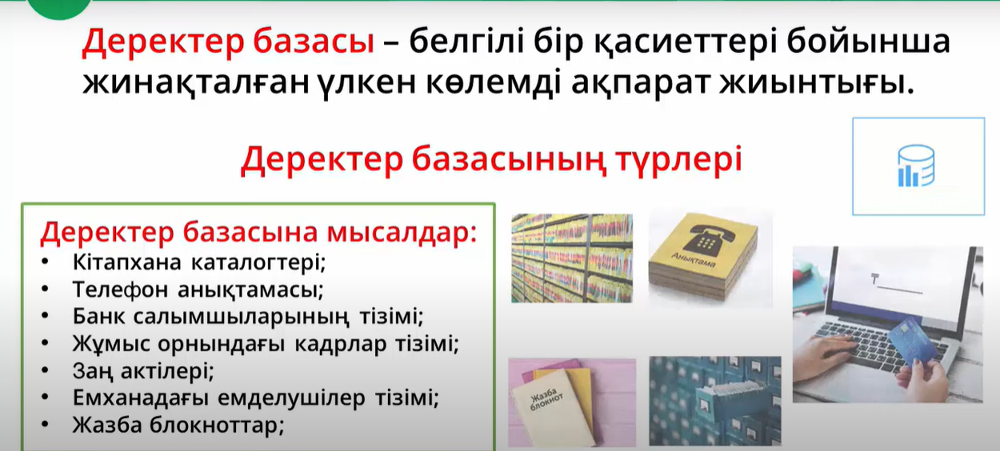 Деректер базасы – белгілі бір қасиеттері бойынша
жинақталған үлкен көлемді ақпарат жиынтығы.
Деректер базасының түрлері
Деректер базасына мысалдар:
• Кітапхана каталогтері;
• Телефон анықтамасы;
• Банк салымшыларының тізімі;
• Жұмыс орнындағы кадрлар тізімі;
• Заң актілері;
• Емханадағы емделушілер тізімі;
• Жазба блокноттар;
Анықтама
Жазба
блокнот
₸